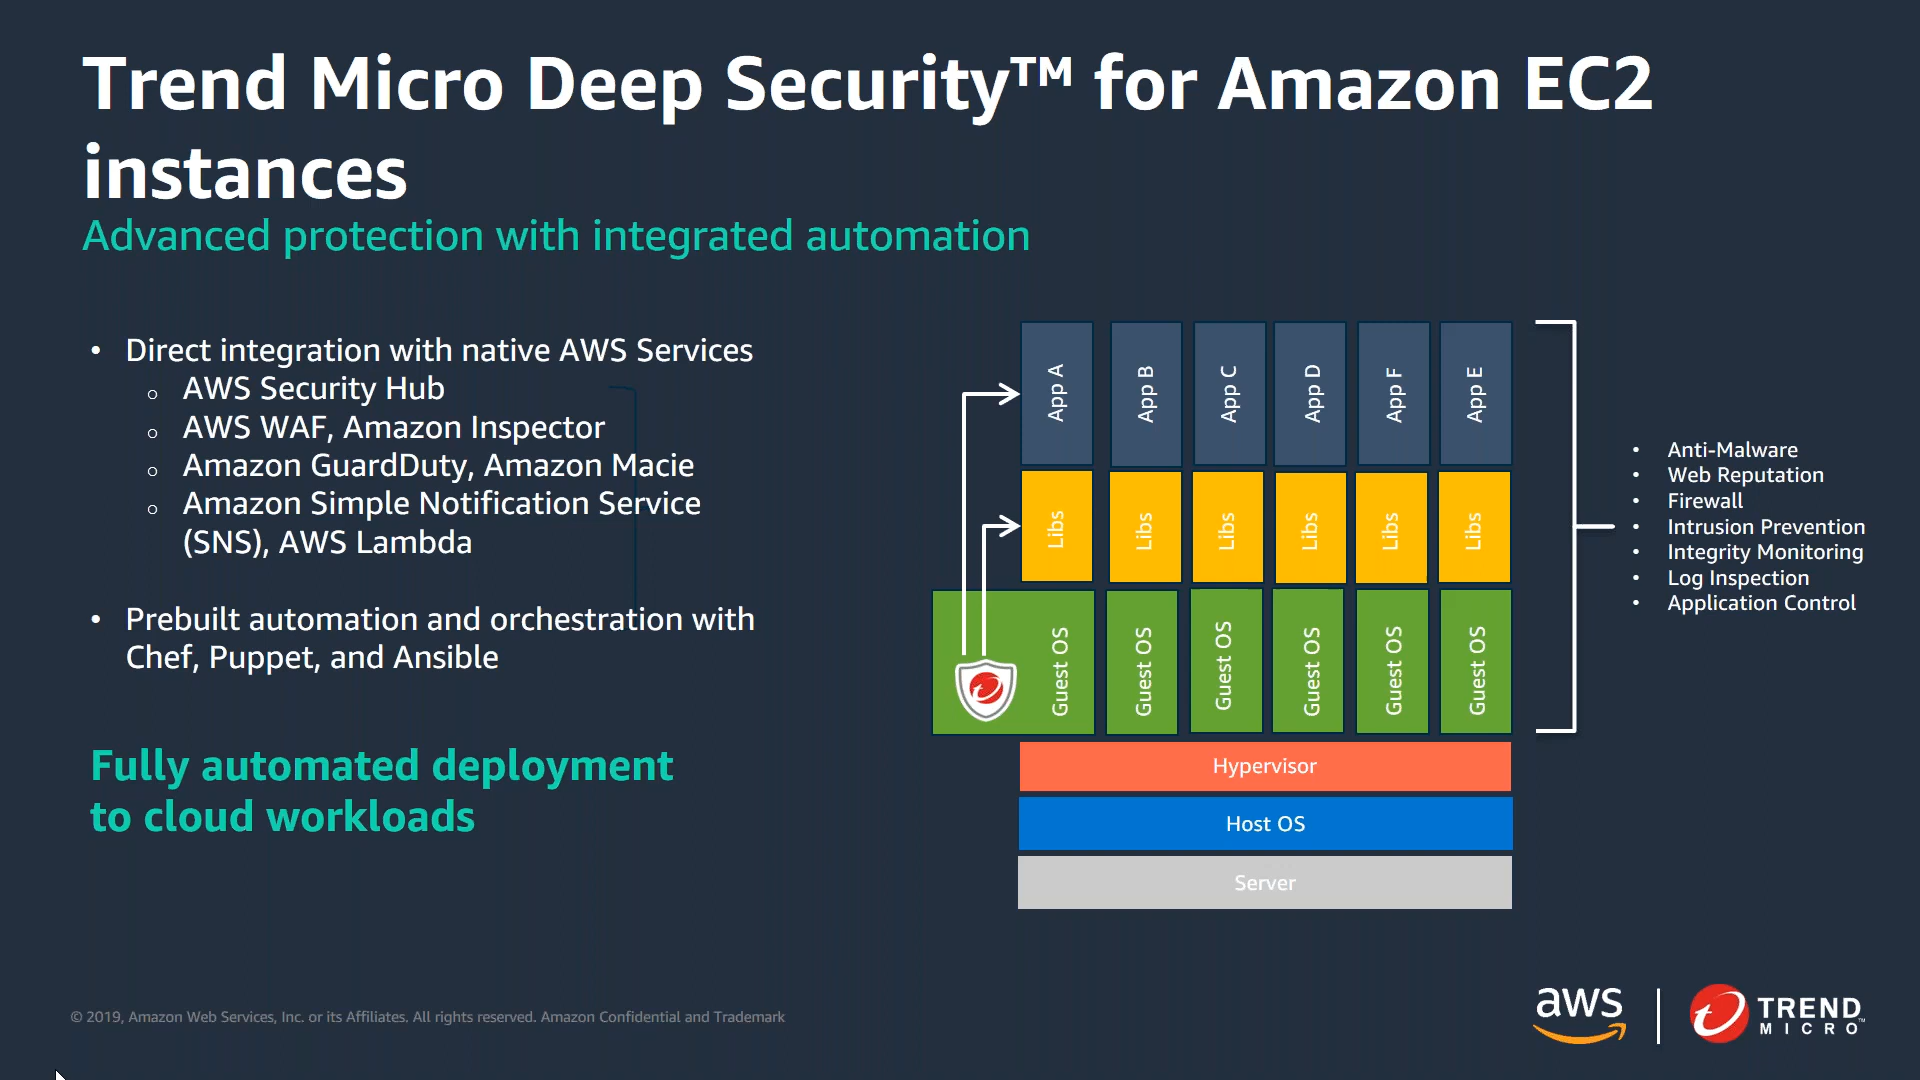 Trend Micro Deep Security™ for Amazon EC2
instances
Advanced protection with integrated automation
• Direct integration with native AWS Services
o AWS Security Hub
o AWS WAF, Amazon Inspector
o Amazon GuardDuty, Amazon Macie
o Amazon Simple Notification Service
(SNS), AWS Lambda
• Prebuilt automation and orchestration with
Chef, Puppet, and Ansible
Fully automated deployment
to cloud workloads
App A
App B
App C
App D
App F
App E
Libs
Libs
Libs
Libs
Libs
Libs
Guest OS
Guest OS
Guest OS
Guest OS
Guest OS
Guest OS
Hypervisor
Host OS
Server
• Anti-Malware
• Web Reputation
• Firewall
• Intrusion Prevention
• Integrity Monitoring
• Log Inspection
• Application Control
© 2019, Amazon Web Services, Inc. or its Affiliates. All rights reserved. Amazon Confidential and Trademark
aws
TREND
MICRO™